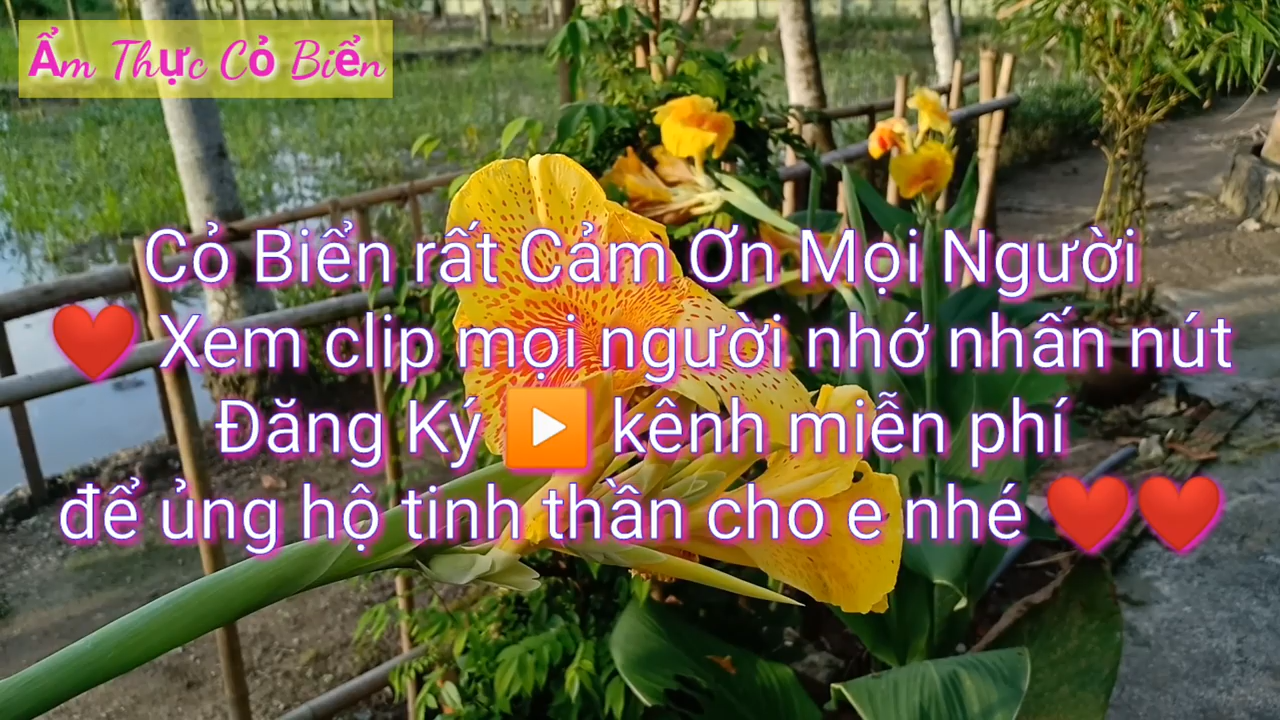 Ẩm Thực Cỏ Biển
Cỏ Biển rất Cảm Ơn Mọi Người
❤️ Xem clip mọi người nhớ nhấn nút
Đăng Ký ▶️ kênh miễn phí
để ủng hộ tinh thần cho e nhé ❤️❤️